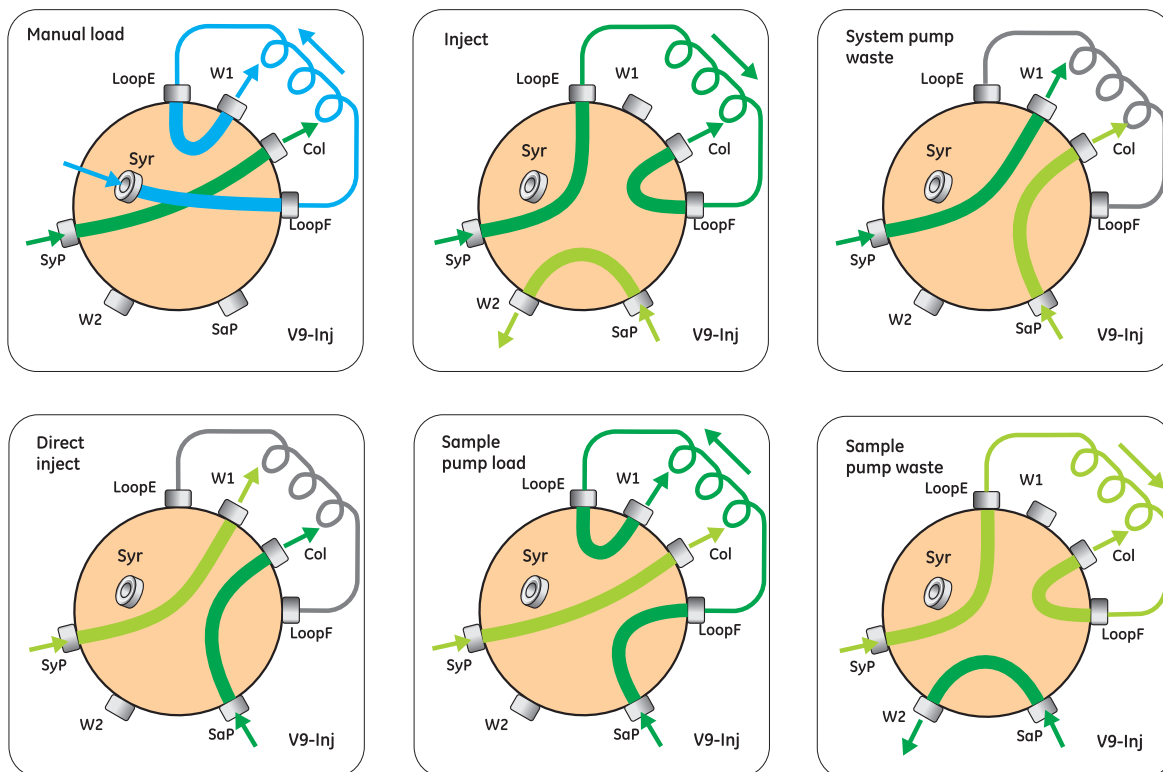 Manual load
LoopE
W1
Syr
Col
LoopF
SyP
W2
SaP
V9-Inj
Inject
LoopE
W1
Syr
Col
LoopF
SyP
W2
SaP
V9-Inj
System pump
waste
LoopE
W1
Syr
Col
LoopF
SyP
W2
SaP
V9-Inj
Direct
inject
LoopE
W1
Syr
Col
LoopF
SyP
W2
SaP
V9-Inj
Sample
pump load
LoopE
W1
Syr
Col
LoopF
SyP
W2
SaP
V9-Inj
Sample
pump waste
LoopE
W1
Syr
Col
LoopF
SyP
W2
SaP
V9-Inj